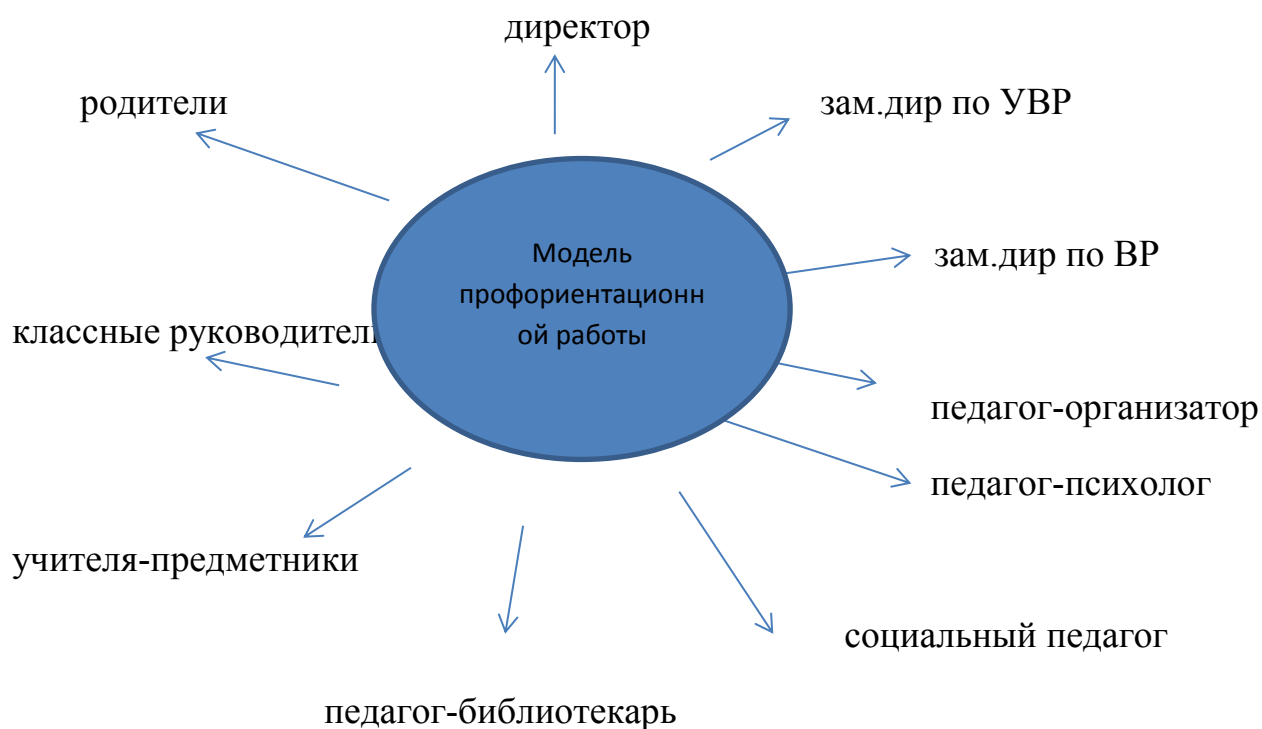 директор
родители
зам.дир по УВР
Модель
профориентационн
ой работы
зам.дир по ВР
классные руководител
педагог-организатор
педагог-психолог
учителя-предметники
социальный педагог
педагог-библиотекарь